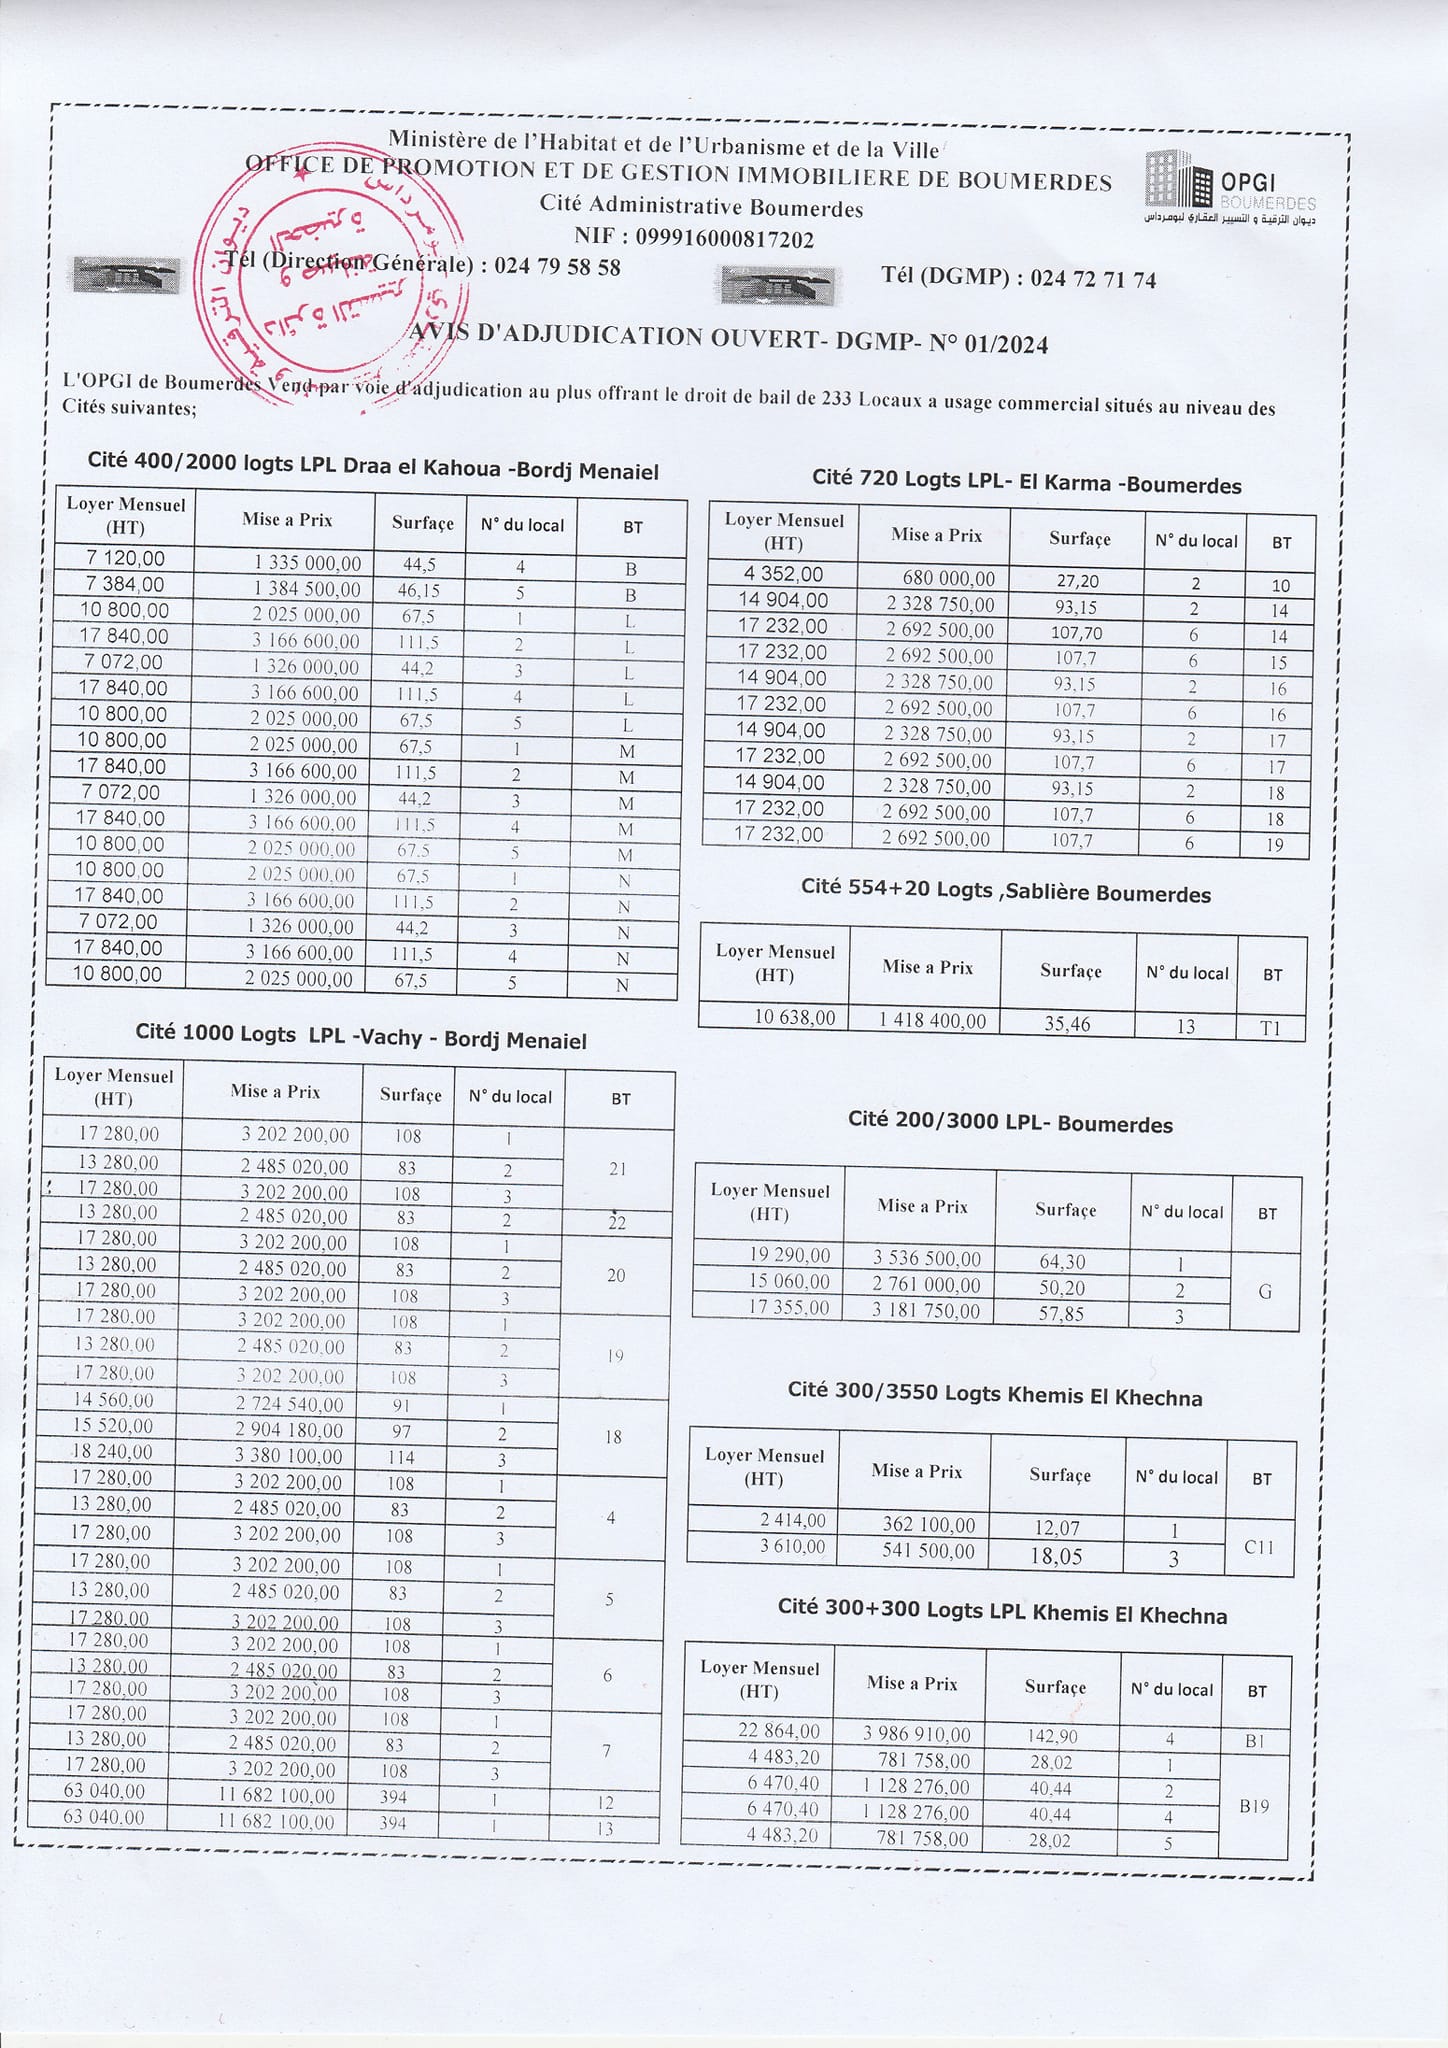 Ministère de l'Habitat et de l'Urbanisme et de la Ville
OFFICE DE PROMOTION ET DE GESTION IMMOBILIERE DE BOUMERDES
Cité Administrative Boumerdes
NIF : 099916000817202
Tél (Direction Générale) : 024 79 58 58
Tél (DGMP) : 024 72 71 74
OPGI
BOUMERDES
ديوان الترقية و التسيير العقاري لبومرداس
AVIS D'ADJUDICATION OUVERT- DGMP- N° 01/2024
L'OPGI de Boumerdes Vend par voie d'adjudication au plus offrant le droit de bail de 233 Locaux a usage commercial situés au niveau des
Cités suivantes;
Cité 400/2000 logts LPL Draa el Kahoua -Bordj Menaiel
Loyer Mensuel (HT) Mise a Prix Surface N° du local BT
7 120,00 1 335 000,00 44,5 4 B
7 384,00 1 384 500,00 46,15 5 B
10 800,00 2 025 000,00 67,5 1 L
17 840,00 3 166 600,00 111,5 2 L
7 072,00 1 326 000,00 44,2 3 L
17 840,00 3 166 600,00 111,5 4 L
10 800,00 2 025 000,00 67,5 5 L
10 800,00 2 025 000,00 67,5 1 M
17 840,00 3 166 600,00 111,5 2 M
7 072,00 1 326 000,00 44,2 3 M
17 840,00 3 166 600,00 111,5 4 M
10 800,00 2 025 000,00 67.5 5 M
10 800,00 2 025 000,00 67,5 1 N
17 840,00 3 166 600,00 111,5 2 N
7 072,00 1 326 000,00 44,2 3 N
17 840,00 3 166 600,00 111,5 4 N
10 800,00 2 025 000,00 67,5 5 N
Cité 1000 Logts LPL -Vachy - Bordj Menaiel
Loyer Mensuel (HT) Mise a Prix Surfaçe N° du local BT
17 280,00 3 202 200,00 108 1 21
13 280,00 2 485 020,00 83 2
17 280,00 3 202 200,00 108 3
13 280,00 2 485 020,00 83 2 22
17 280,00 3 202 200,00 108 1 20
13 280,00 2 485 020,00 83 2
17 280,00 3 202 200,00 108 3
17 280,00 3 202 200,00 108 1 19
13 280,00 2 485 020,00 83 2
17 280,00 3 202 200,00 108 3
14 560,00 2 724 540,00 91 1 18
15 520,00 2 904 180,00 97 2
18 240,00 3 380 100,00 114 3
17 280,00 3 202 200,00 108 1 4
13 280,00 2 485 020,00 83 2
17 280,00 3 202 200,00 108 3
17 280,00 3 202 200,00 108 1 5
13 280,00 2 485 020,00 83 2
17 280,00 3 202 200,00 108 3
17 280,00 3 202 200,00 108 1 6
13 280,00 2 485 020,00 83 2
17 280,00 3 202 200,00 108 3
17 280,00 3 202 200,00 108 1 7
13 280,00 2 485 020,00 83 2
17 280,00 3 202 200,00 108 3
63 040,00 11 682 100,00 394 1 12
63 040,00 11 682 100,00 394 1 13
Cité 720 Logts LPL- El Karma -Boumerdes
Loyer Mensuel (HT) Mise a Prix Surfaçe N° du local BT
4 352,00 680 000,00 27,20 2 10
14 904,00 2 328 750,00 93,15 2 14
17 232,00 2 692 500,00 107,70 6 14
17 232,00 2 692 500,00 107,7 6 15
14 904,00 2 328 750,00 93,15 2 16
17 232,00 2 692 500,00 107,7 6 16
14 904,00 2 328 750,00 93,15 2 17
17 232,00 2 692 500,00 107,7 6 17
14 904,00 2 328 750,00 93,15 2 18
17 232,00 2 692 500,00 107,7 6 18
17 232,00 2 692 500,00 107,7 6 19
Cité 554+20 Logts ,Sablière Boumerdes
Loyer Mensuel (HT) Mise a Prix Surfaçe N° du local BT
10 638,00 1 418 400,00 35,46 13 T1
Cité 200/3000 LPL- Boumerdes
Loyer Mensuel (HT) Mise a Prix Surfaçe N° du local BT
19 290,00 3 536 500,00 64,30 1 G
15 060,00 2 761 000,00 50,20 2
17 355,00 3 181 750,00 57,85 3
Cité 300/3550 Logts Khemis El Khechna
Loyer Mensuel (HT) Mise a Prix Surfaçe N° du local BT
2 414,00 362 100,00 12,07 1 C11
3 610,00 541 500,00 18,05 3
Cité 300+300 Logts LPL Khemis El Khechna
Loyer Mensuel (HT) Mise a Prix Surfaçe N° du local BT
22 864,00 3 986 910,00 142,90 4 B1
4 483,20 781 758,00 28,02 1 B19
6 470,40 1 128 276,00 40,44 2
6 470,40 1 128 276,00 40,44 4
4 483,20 781 758,00 28,02 5